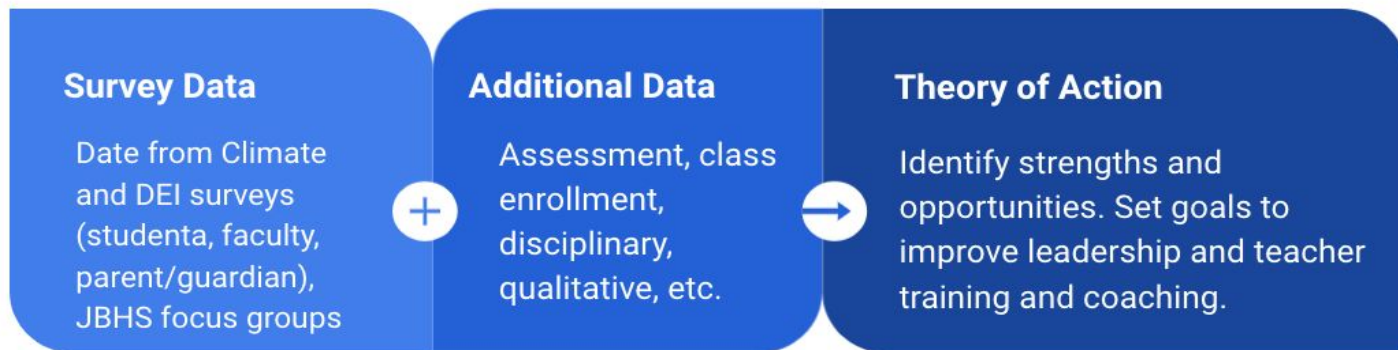 Survey Data
Date from Climate
and DEI surveys
(studenta, faculty,
parent/guardian),
JBHS focus groups
+
Additional Data
Assessment, class
enrollment,
disciplinary,
qualitative, etc.
Theory of Action
Identify strengths and
opportunities. Set goals to
improve leadership and teacher
training and coaching.